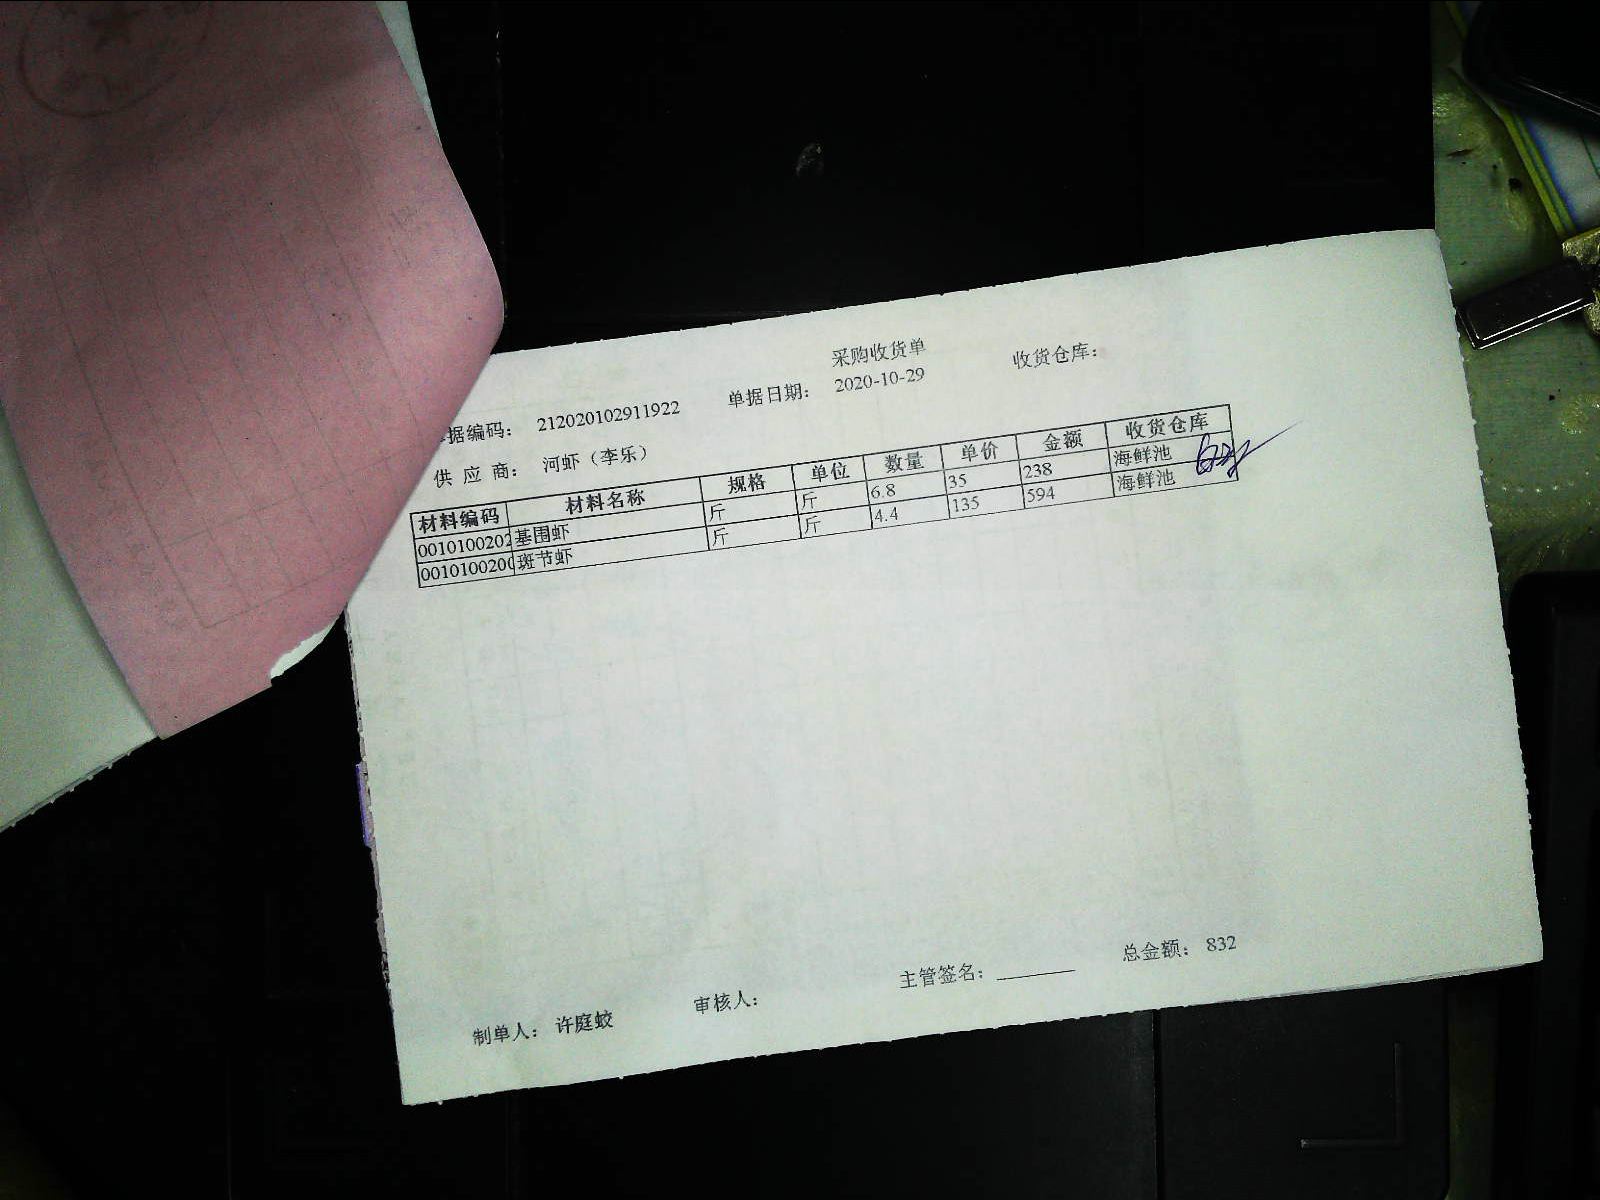 采购收货单
据编码: 212020102911922 单据日期: 2020-10-29 收货仓库:
供 应 商: 河虾（李乐）
材料编码 材料名称 规格 单位 数量 单价 金额 收货仓库
0010100202 基围虾 斤 斤 6.8 35 238 海鲜池
001010020 斑节虾 斤 斤 4.4 135 594 海鲜池
制单人: 许庭蛟 审核人: 主管签名: 总金额: 832